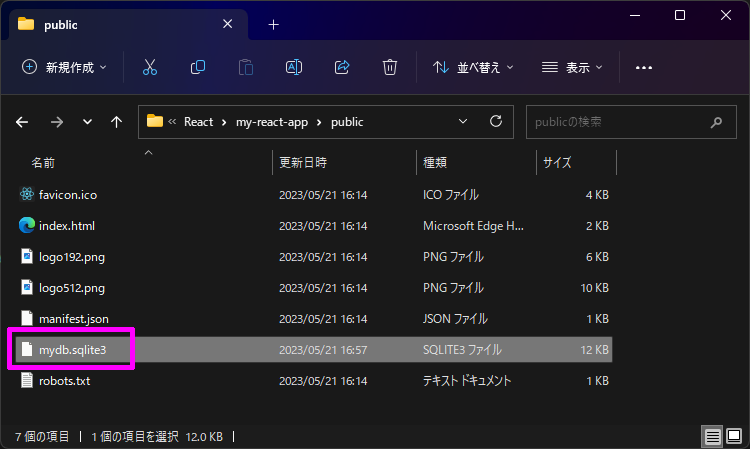 public
新規作成
並べ替え
表示
« React > my-react-app > public
publicの検索
名前 更新日時 種類 サイズ
favicon.ico 2023/05/21 16:14 ICO ファイル 4 KB
index.html 2023/05/21 16:14 Microsoft Edge H... 2 KB
logo192.png 2023/05/21 16:14 PNG ファイル 6 KB
logo512.png 2023/05/21 16:14 PNG ファイル 10 KB
manifest.json 2023/05/21 16:14 JSON ファイル 1 KB
mydb.sqlite3 2023/05/21 16:57 SQLITE3 ファイル 12 KB
robots.txt 2023/05/21 16:14 テキスト ドキュメント 1 KB
7 個の項目 1 個の項目を選択 12.0 KB